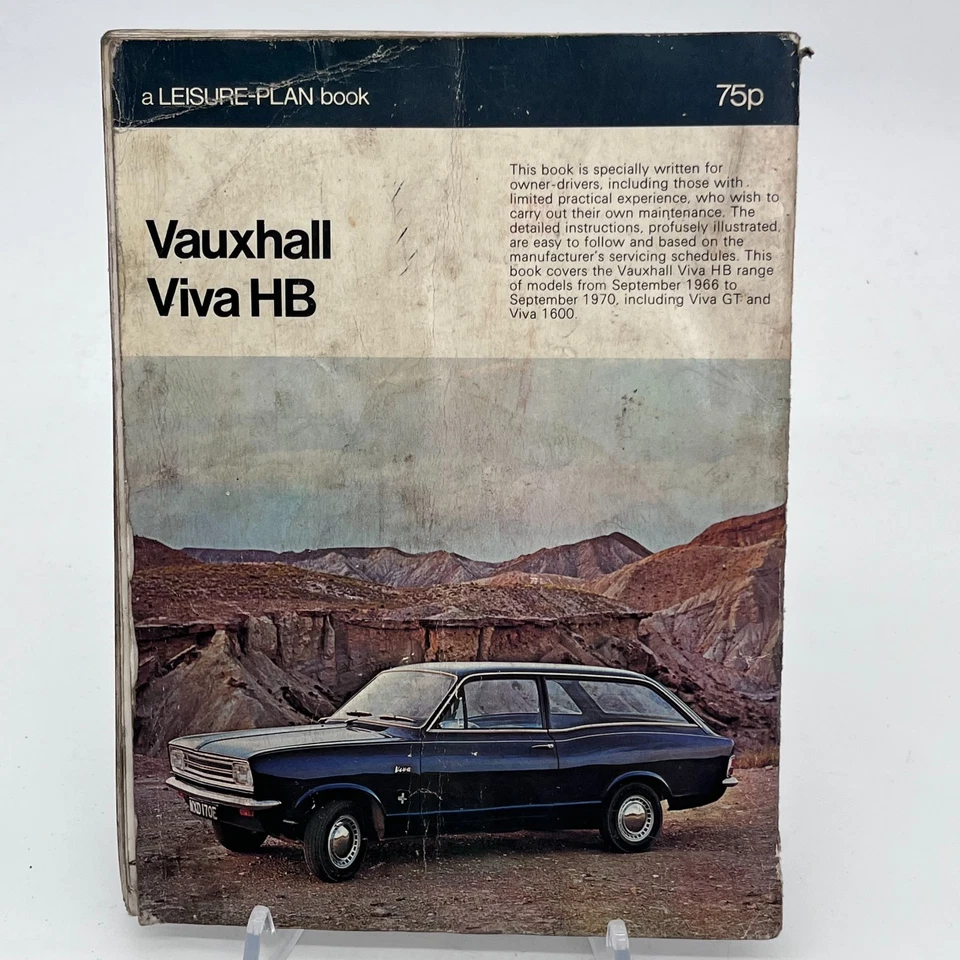 a LEISURE-PLAN book
75p
Vauxhall
Viva HB
This book is specially written for
owner-drivers, including those with
limited practical experience, who wish to
carry out their own maintenance. The
detailed instructions, profusely illustrated,
are easy to follow and based on the
manufacturer's servicing schedules. This
book covers the Vauxhall Viva HB range
of models from September 1966 to
September 1970, including Viva GT and
Viva 1600.
Viva